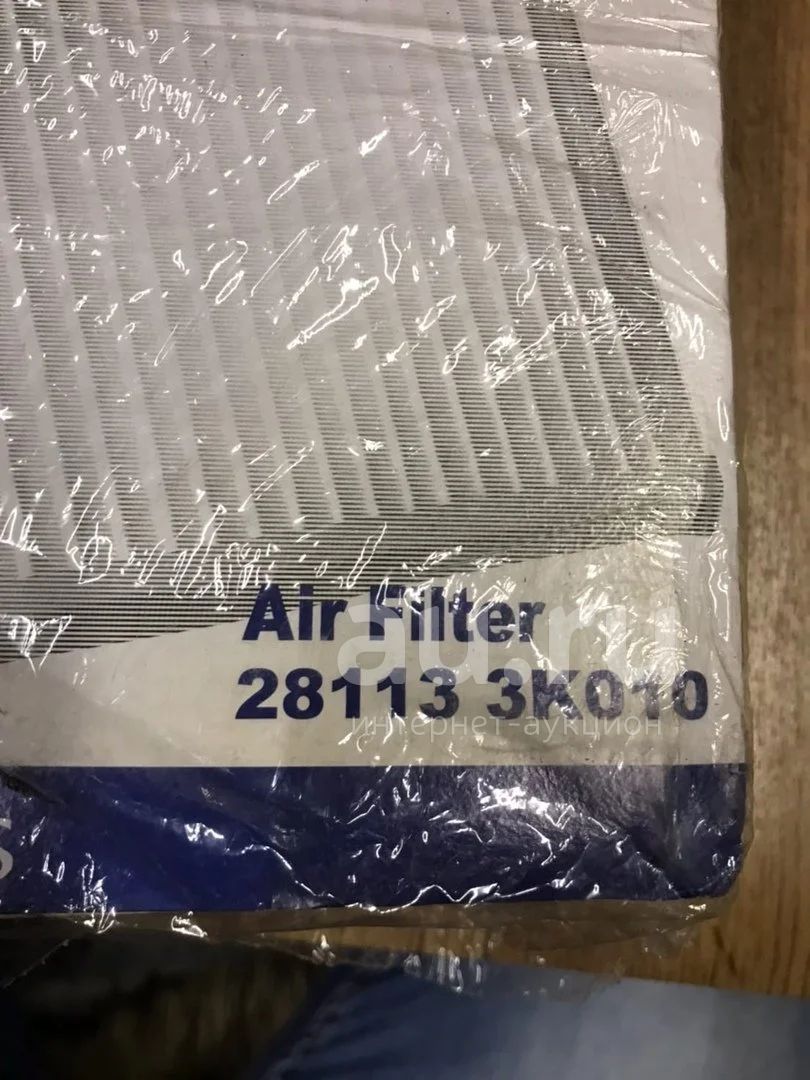 Air Filter
au.ru
28113 3K010
интернет-аукцион
S